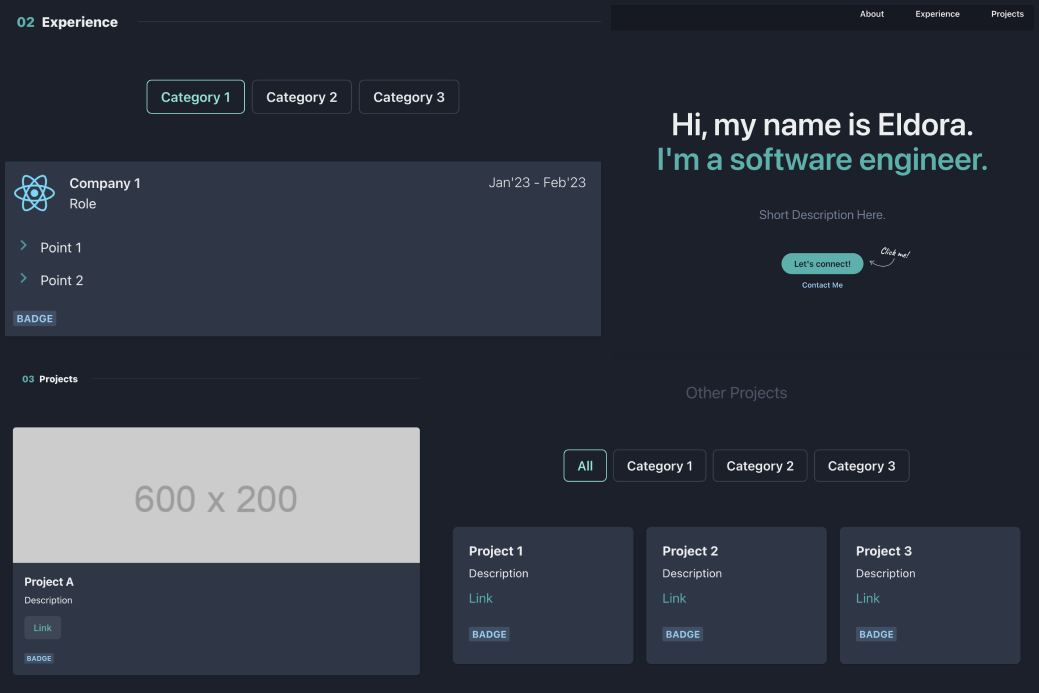 02 Experience
Category 1 Category 2 Category 3
Company 1 Jan'23 - Feb'23
Role
Point 1
Point 2
BADGE
About Experience Projects
Hi, my name is Eldora.
I'm a software engineer.
Short Description Here.
Click me!
Let's connect!
Contact Me
03 Projects
600 x 200
Project A
Description
Link
BADGE
Other Projects
All Category 1 Category 2 Category 3
Project 1 Project 2 Project 3
Description Description Description
Link Link Link
BADGE BADGE BADGE